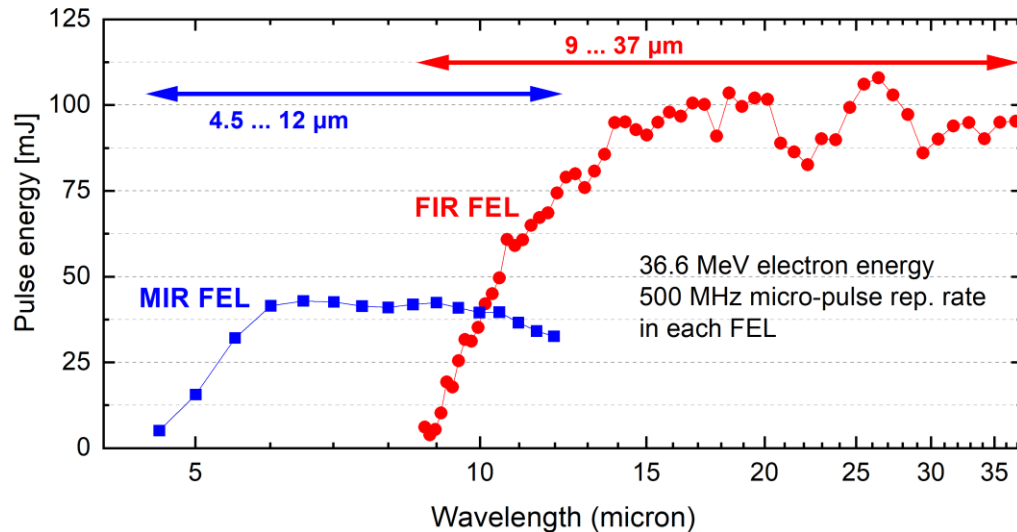 125
100
75
50
25
0
Pulse energy [mJ]
9 ... 37 µm
4.5 ... 12 µm
FIR FEL
MIR FEL
36.6 MeV electron energy
500 MHz micro-pulse rep. rate
in each FEL
5 10 15 20 25 30 35
Wavelength (micron)